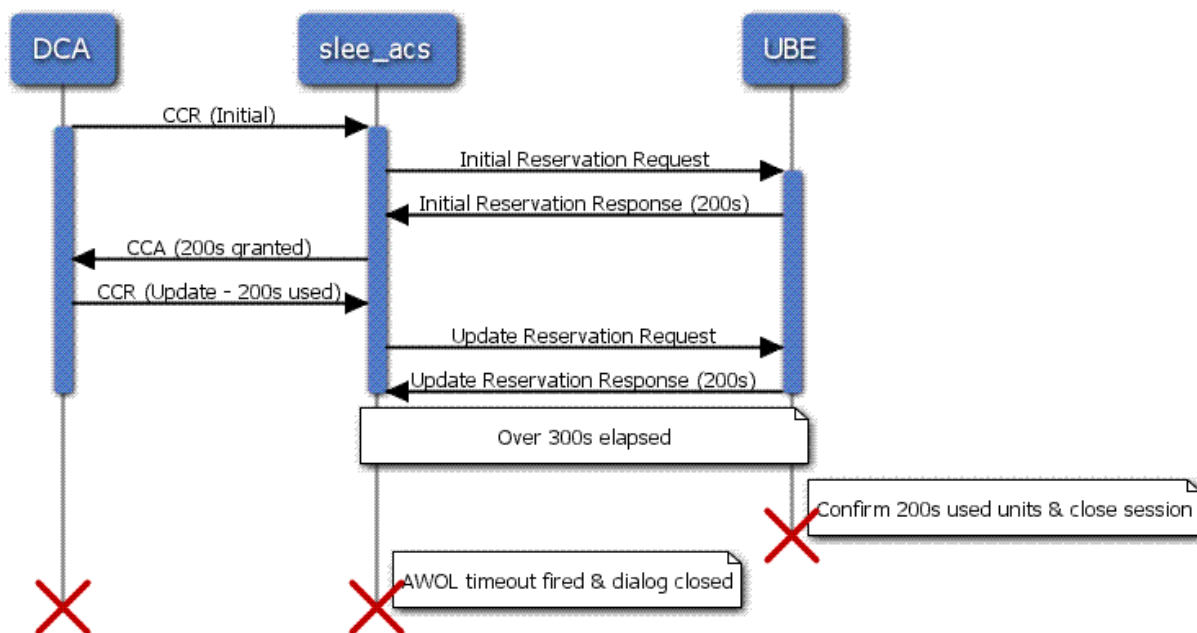 DCA
slee_acs
UBE
CCR (Initial)
Initial Reservation Request
Initial Reservation Response (200s)
CCA (200s granted)
CCR (Update - 200s used)
Update Reservation Request
Update Reservation Response (200s)
Over 300s elapsed
Confirm 200s used units & close session
AWOL timeout fired & dialog closed